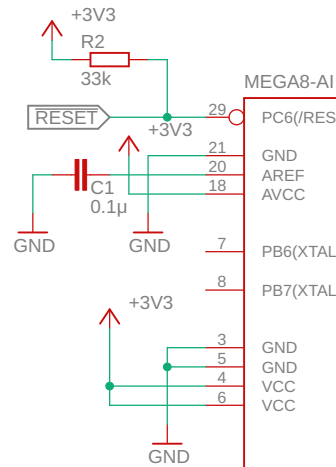 +3V3
R2
33k
MEGA8-AI
RESET
29
PC6(/RES
+3V3
21
GND
20
AREF
18
AVCC
C1
0.1µ
GND
GND
7
PB6(XTAL
8
PB7(XTAL
+3V3
3
GND
5
GND
4
VCC
6
VCC
GND